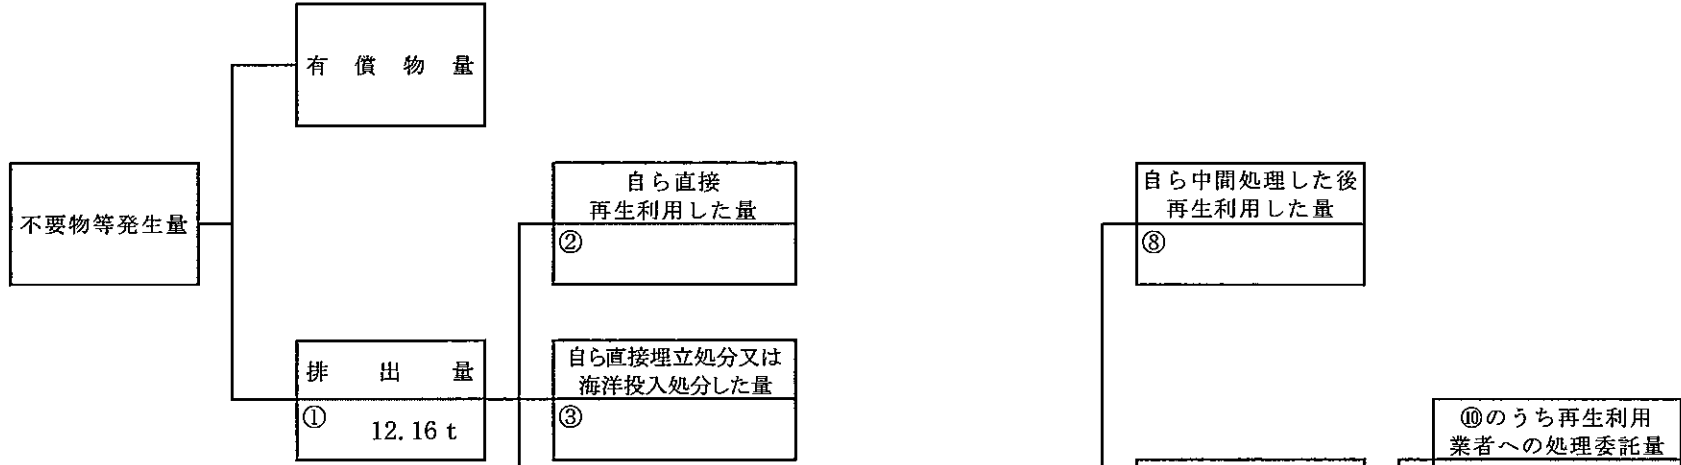 有償物量
不要物等発生量
自ら直接
再生利用した量
②
自ら中間処理した後
再生利用した量
⑧
排出量
①
12.16 t
自ら直接埋立処分又は
海洋投入処分した量
③
⑩のうち再生利用
業者への処理委託量